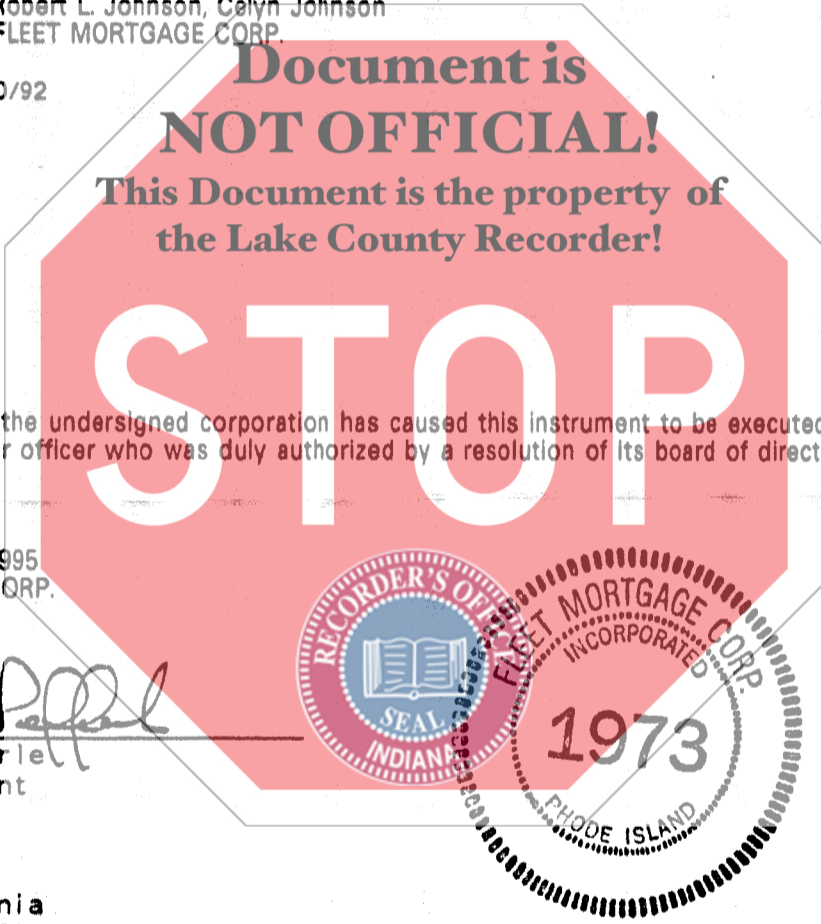 Robert L. Johnson, Calyn Johnson
FLEET MORTGAGE CORP.
0/92
Document is
NOT OFFICIAL!
This Document is the property of
the Lake County Recorder!
STOP
the undersigned corporation has caused this instrument to be executed
r officer who was duly authorized by a resolution of its board of direct
995
ORP.
RECORDER'S OFFICE
SEAL
INDIANA
FLEET MORTGAGE CORP.
INCORPORATED
1973
RHODE ISLAND
rle
nt
nia